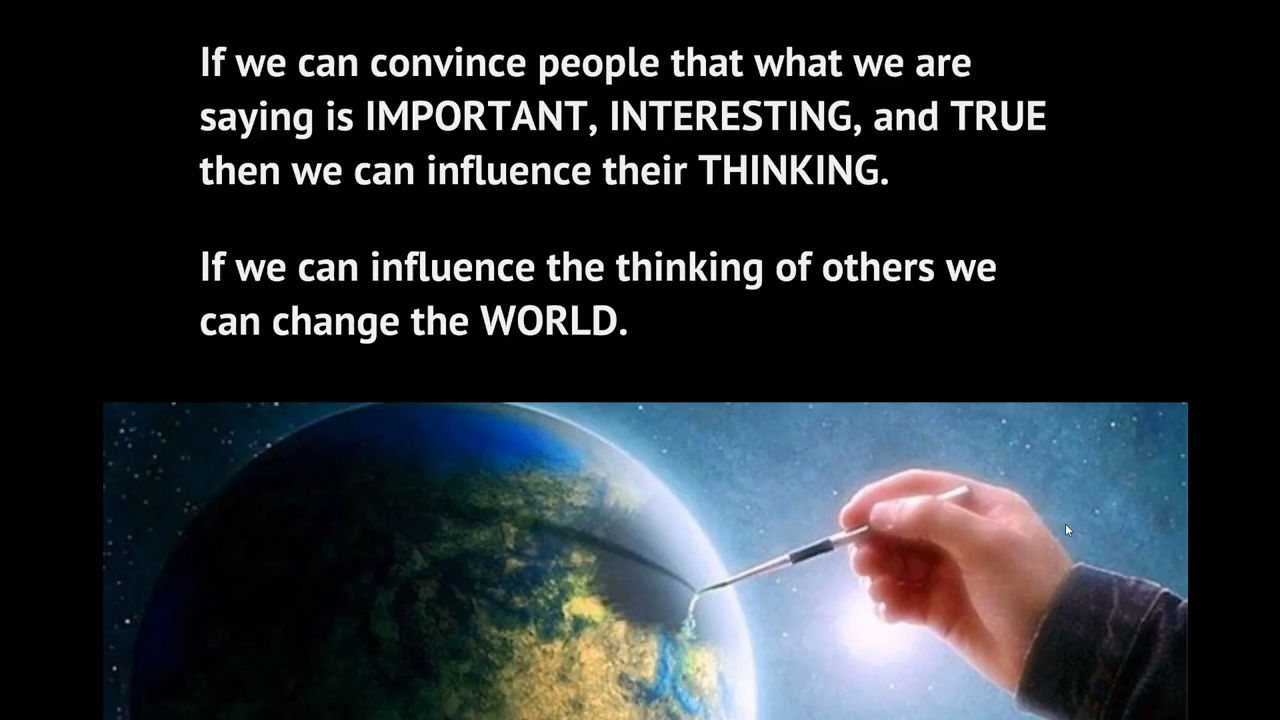 If we can convince people that what we are
saying is IMPORTANT, INTERESTING, and TRUE
then we can influence their THINKING.
If we can influence the thinking of others we
can change the WORLD.